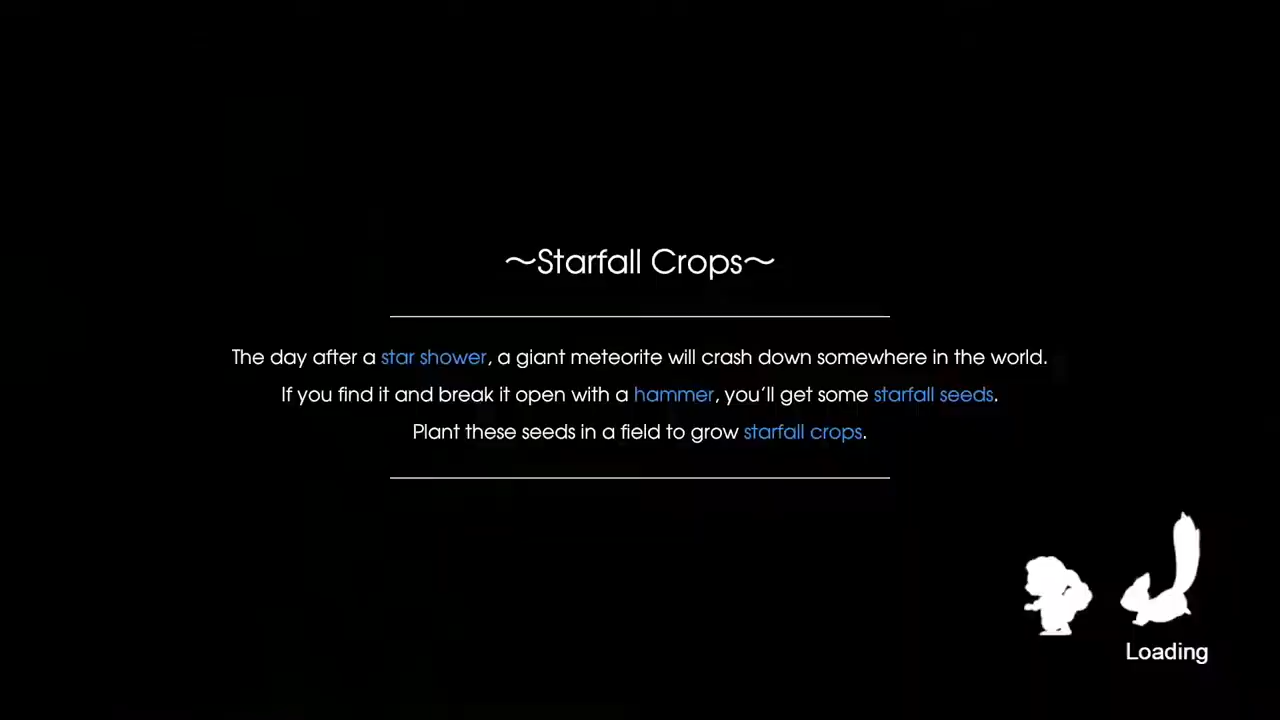 ～Starfall Crops～
The day after a star shower, a giant meteorite will crash down somewhere in the world.
If you find it and break it open with a hammer, you'll get some starfall seeds.
Plant these seeds in a field to grow starfall crops.
Loading